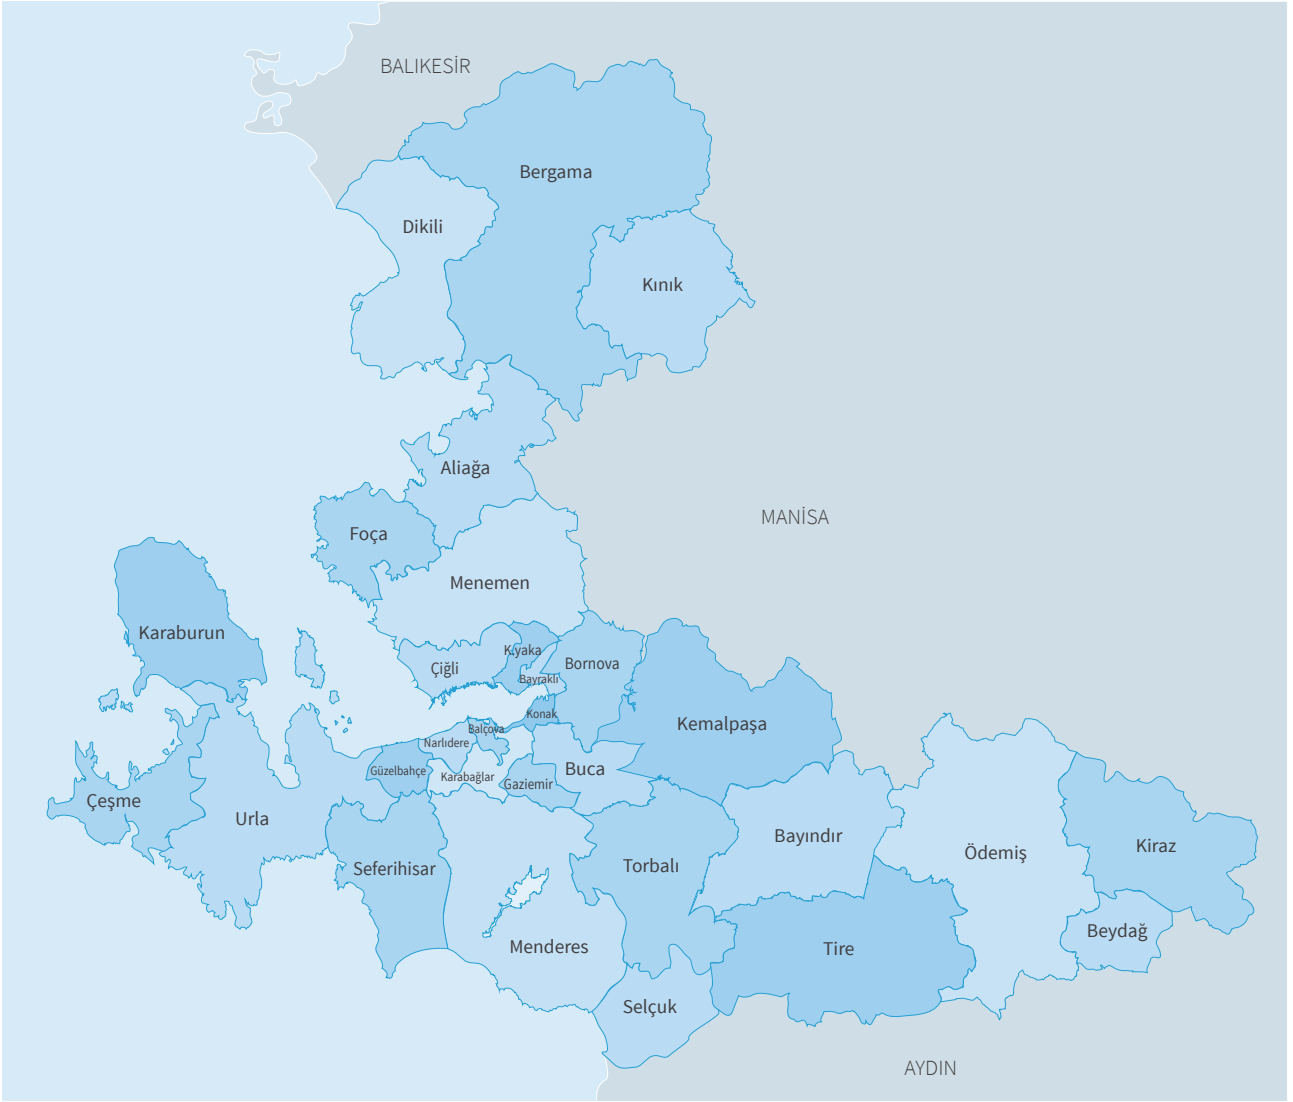 BALIKESİR
Bergama
Dikili
Kınık
Aliağa
MANİSA
Foça
Menemen
Karaburun
K.yaka
Bornova
Çiğli
Bayraklı
Konak
Kemalpaşa
Balçova
Narlıdere
Buca
Güzelbahçe
Karabağlar
Gaziemir
Çeşme
Urla
Bayındır
Kiraz
Ödemiş
Torbalı
Seferihisar
Beydağ
Menderes
Tire
Selçuk
AYDIN